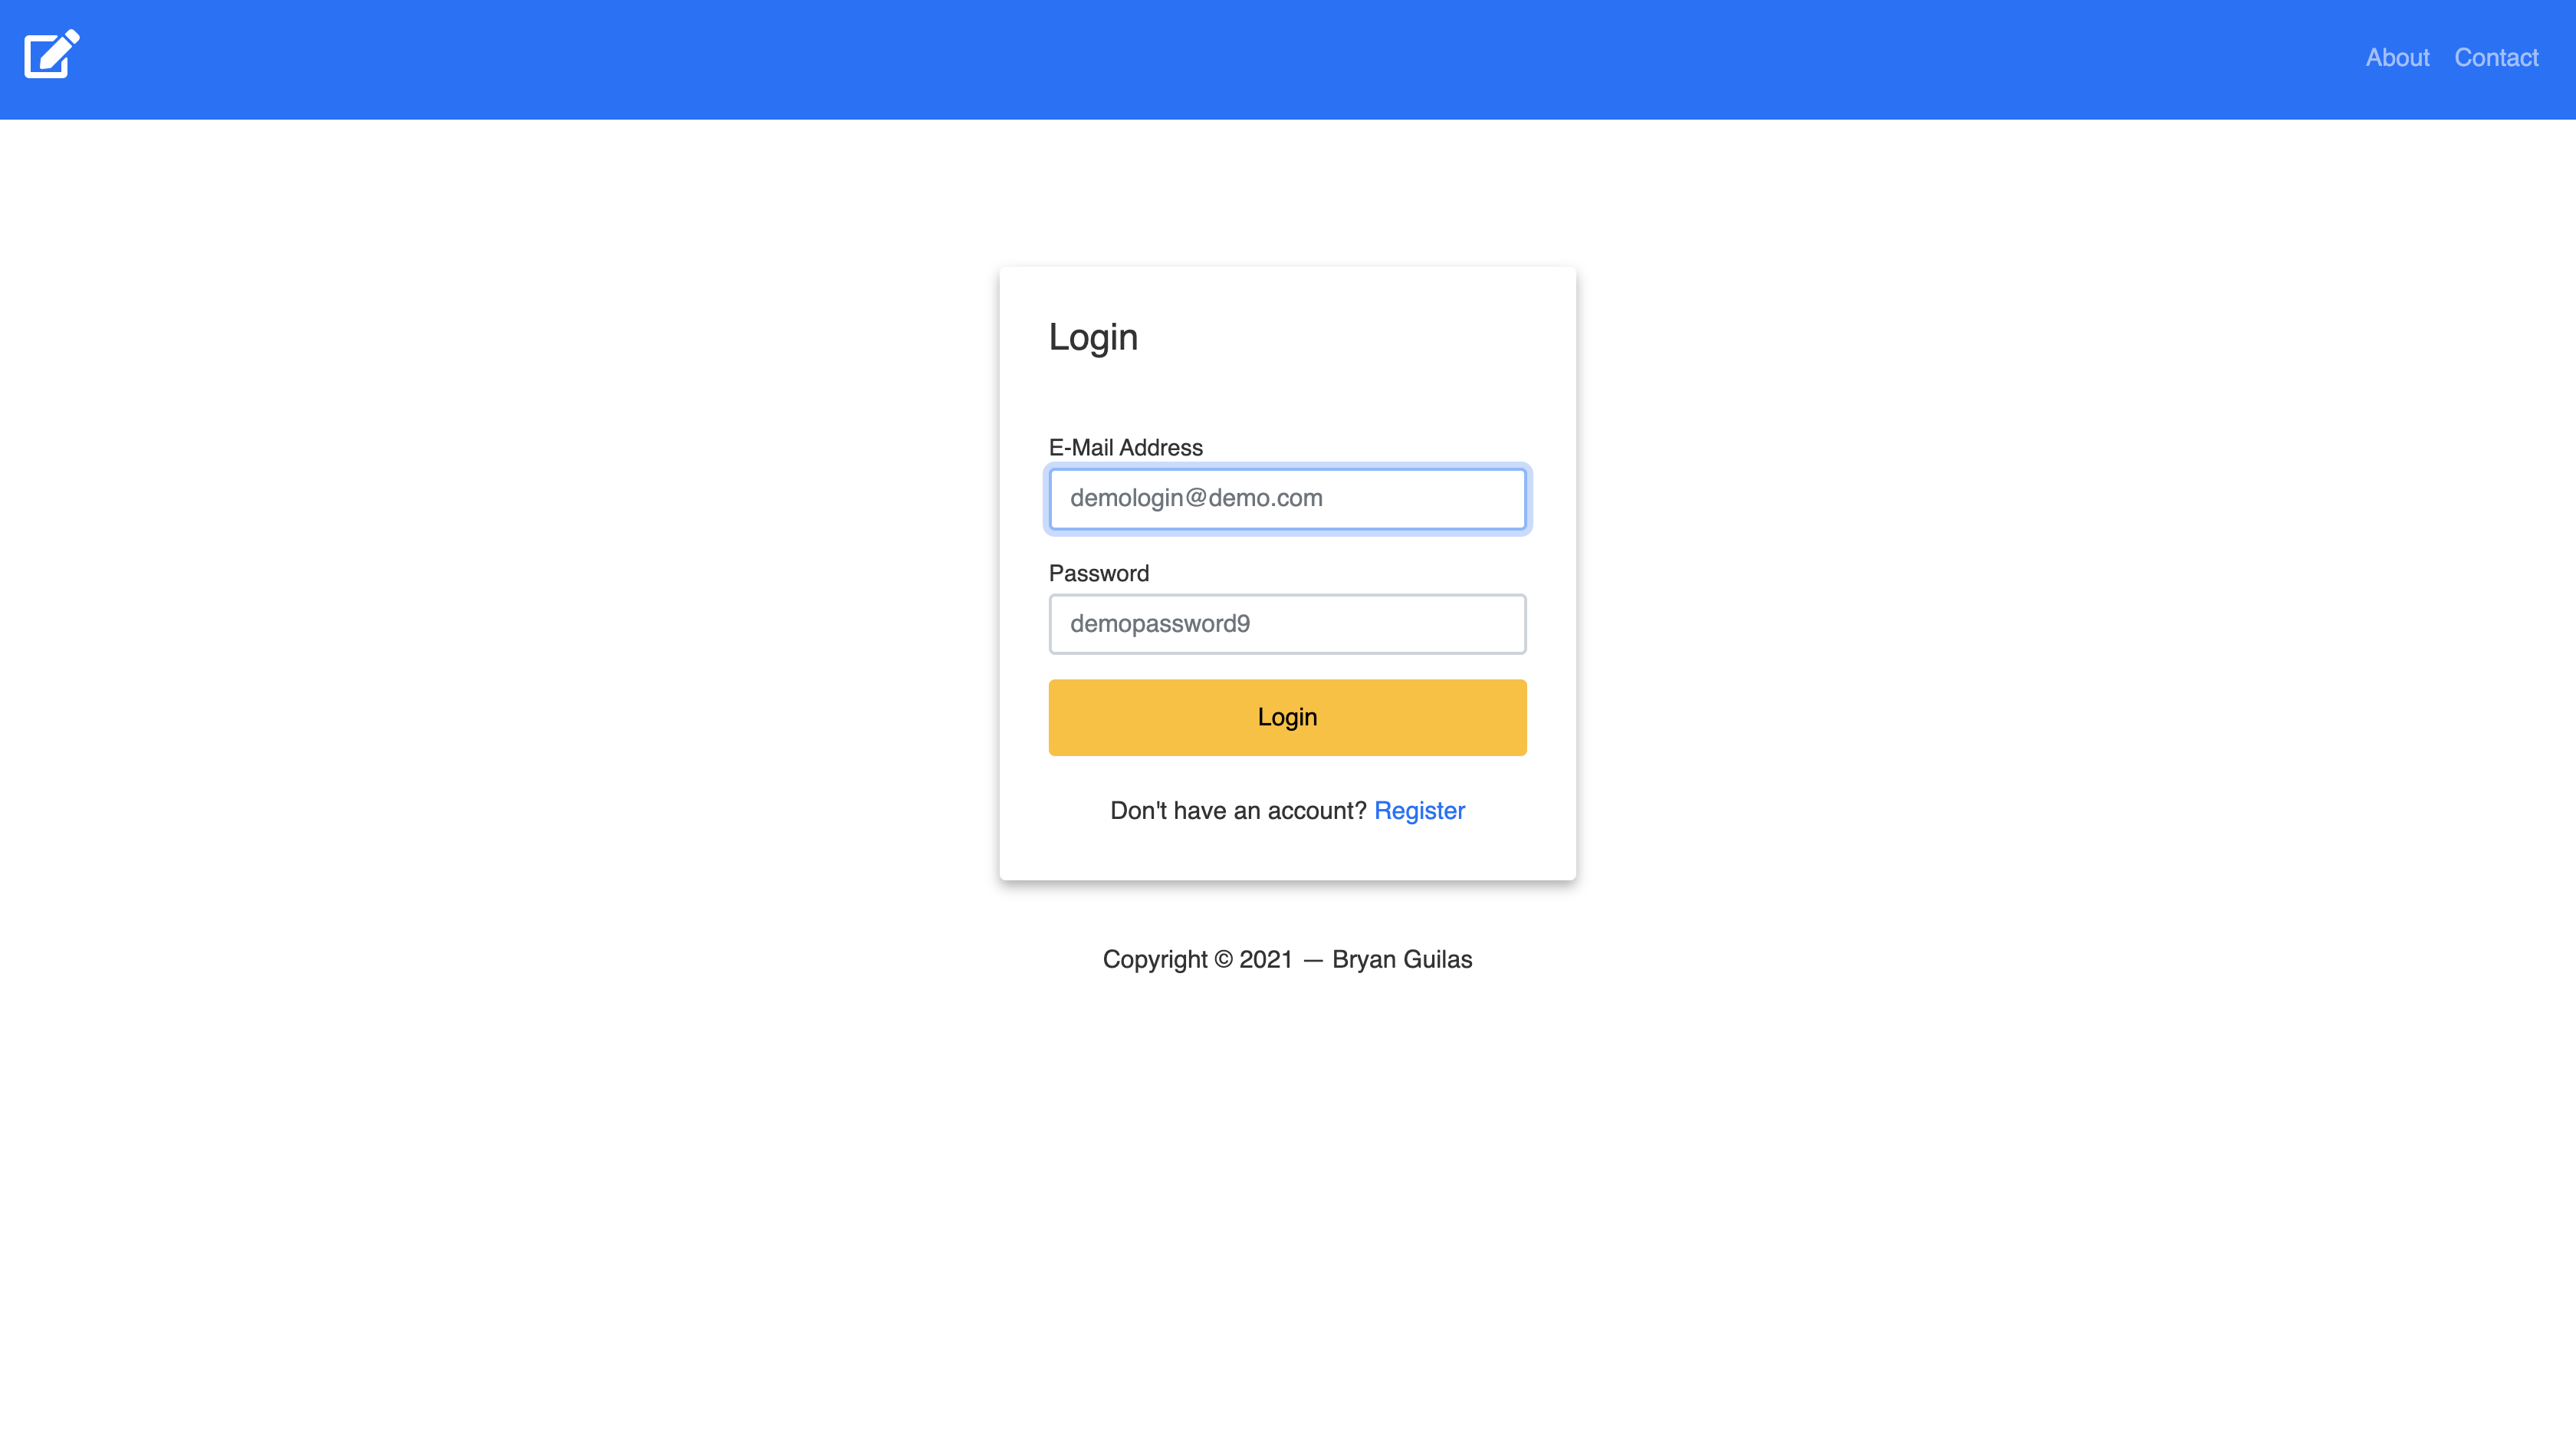 About Contact
Login
E-Mail Address
demologin@demo.com
Password
demopassword9
Login
Don't have an account? Register
Copyright © 2021 — Bryan Guilas